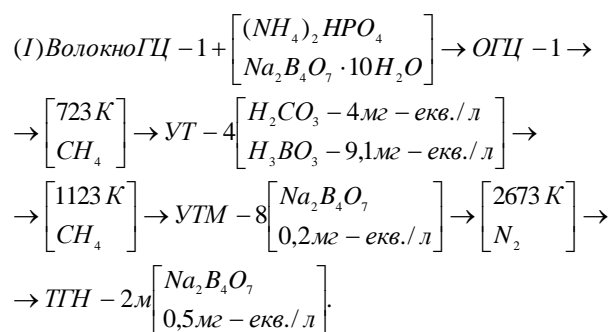 (I)ВолокноГЦ − 1 + [(NH₄)₂HPO₄
Na₂B₄O₇ · 10H₂O] → ОГЦ − 1 →
→ [723 K
CH₄] → УТ − 4 [H₂CO₃ − 4мг − екв./ л
H₃BO₃ − 9,1мг − екв./ л] →
→ [1123 K
CH₄] → УТМ − 8 [Na₂B₄O₇
0,2мг − екв./ л] → [2673 K
N₂] →
→ ТГН − 2м [Na₂B₄O₇
0,5мг − екв./ л].